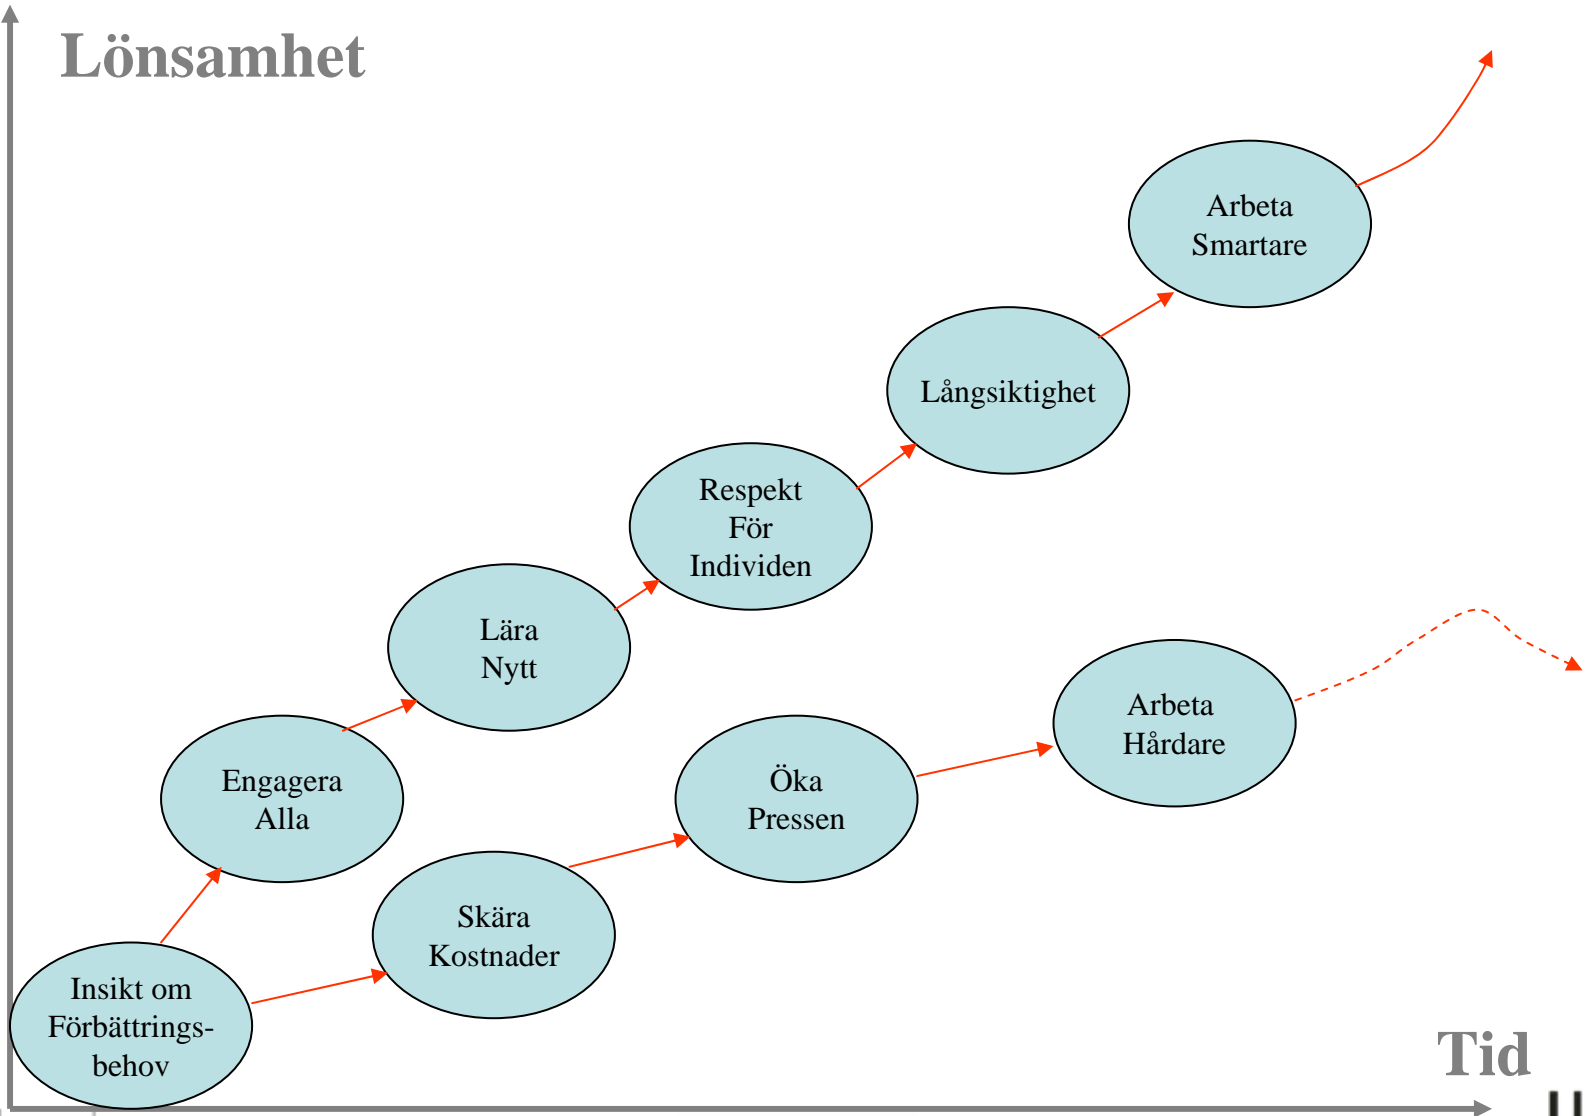 Lönsamhet
Arbeta
Smartare
Långsiktighet
Respekt
För
Individen
Lära
Nytt
Arbeta
Hårdare
Engagera
Alla
Öka
Pressen
Skära
Kostnader
Insikt om
Förbättrings-
behov
Tid